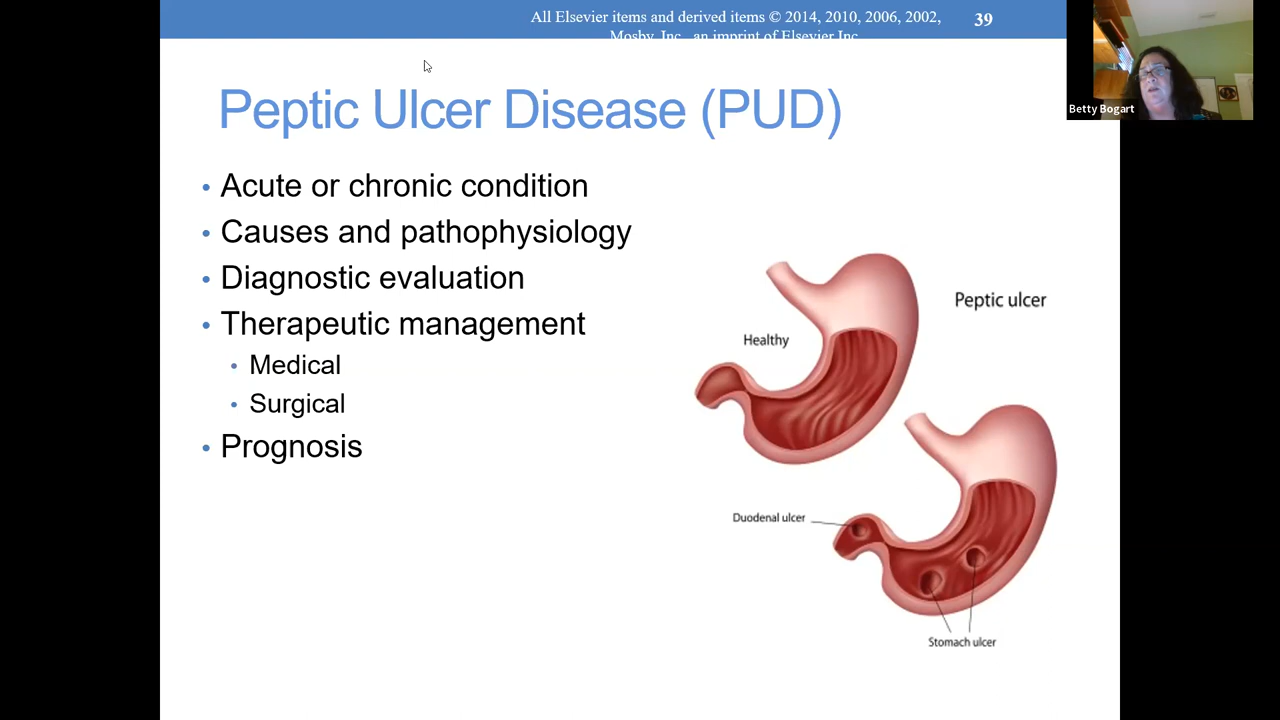 All Elsevier items and derived items © 2014, 2010, 2006, 2002,
39
Mosby, Inc., an imprint of Elsevier Inc.
Betty Bogart
Peptic Ulcer Disease (PUD)
• Acute or chronic condition
• Causes and pathophysiology
• Diagnostic evaluation
• Therapeutic management
• Medical
• Surgical
• Prognosis
Peptic ulcer
Healthy
Duodenal ulcer
Stomach ulcer